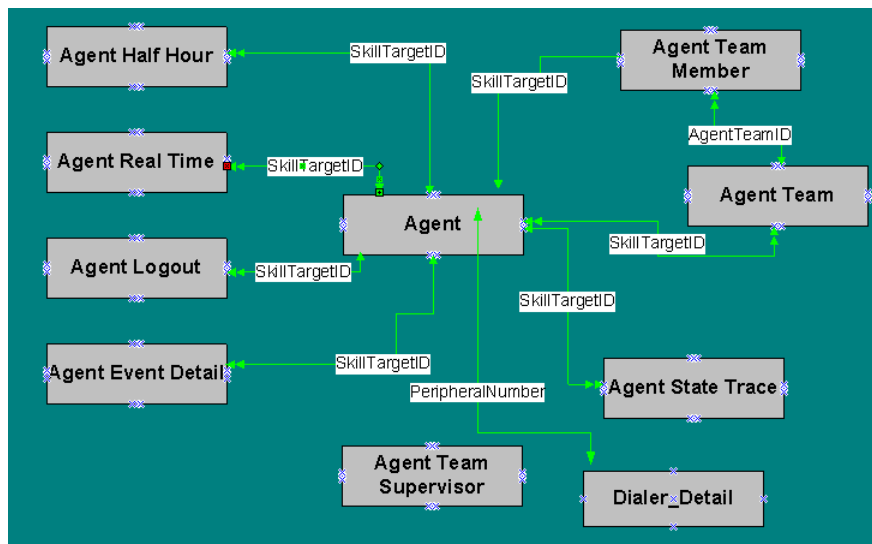 Agent Half Hour
SkillTargetID
Agent Team
Member
SkillTargetID
AgentTeamID
Agent Real Time
SkillTargetID
Agent Team
Agent
SkillTargetID
Agent Logout
SkillTargetID
SkillTargetID
Agent Event Detail
SkillTargetID
PeripheralNumber
Agent State Trace
Agent Team
Supervisor
Dialer_Detail